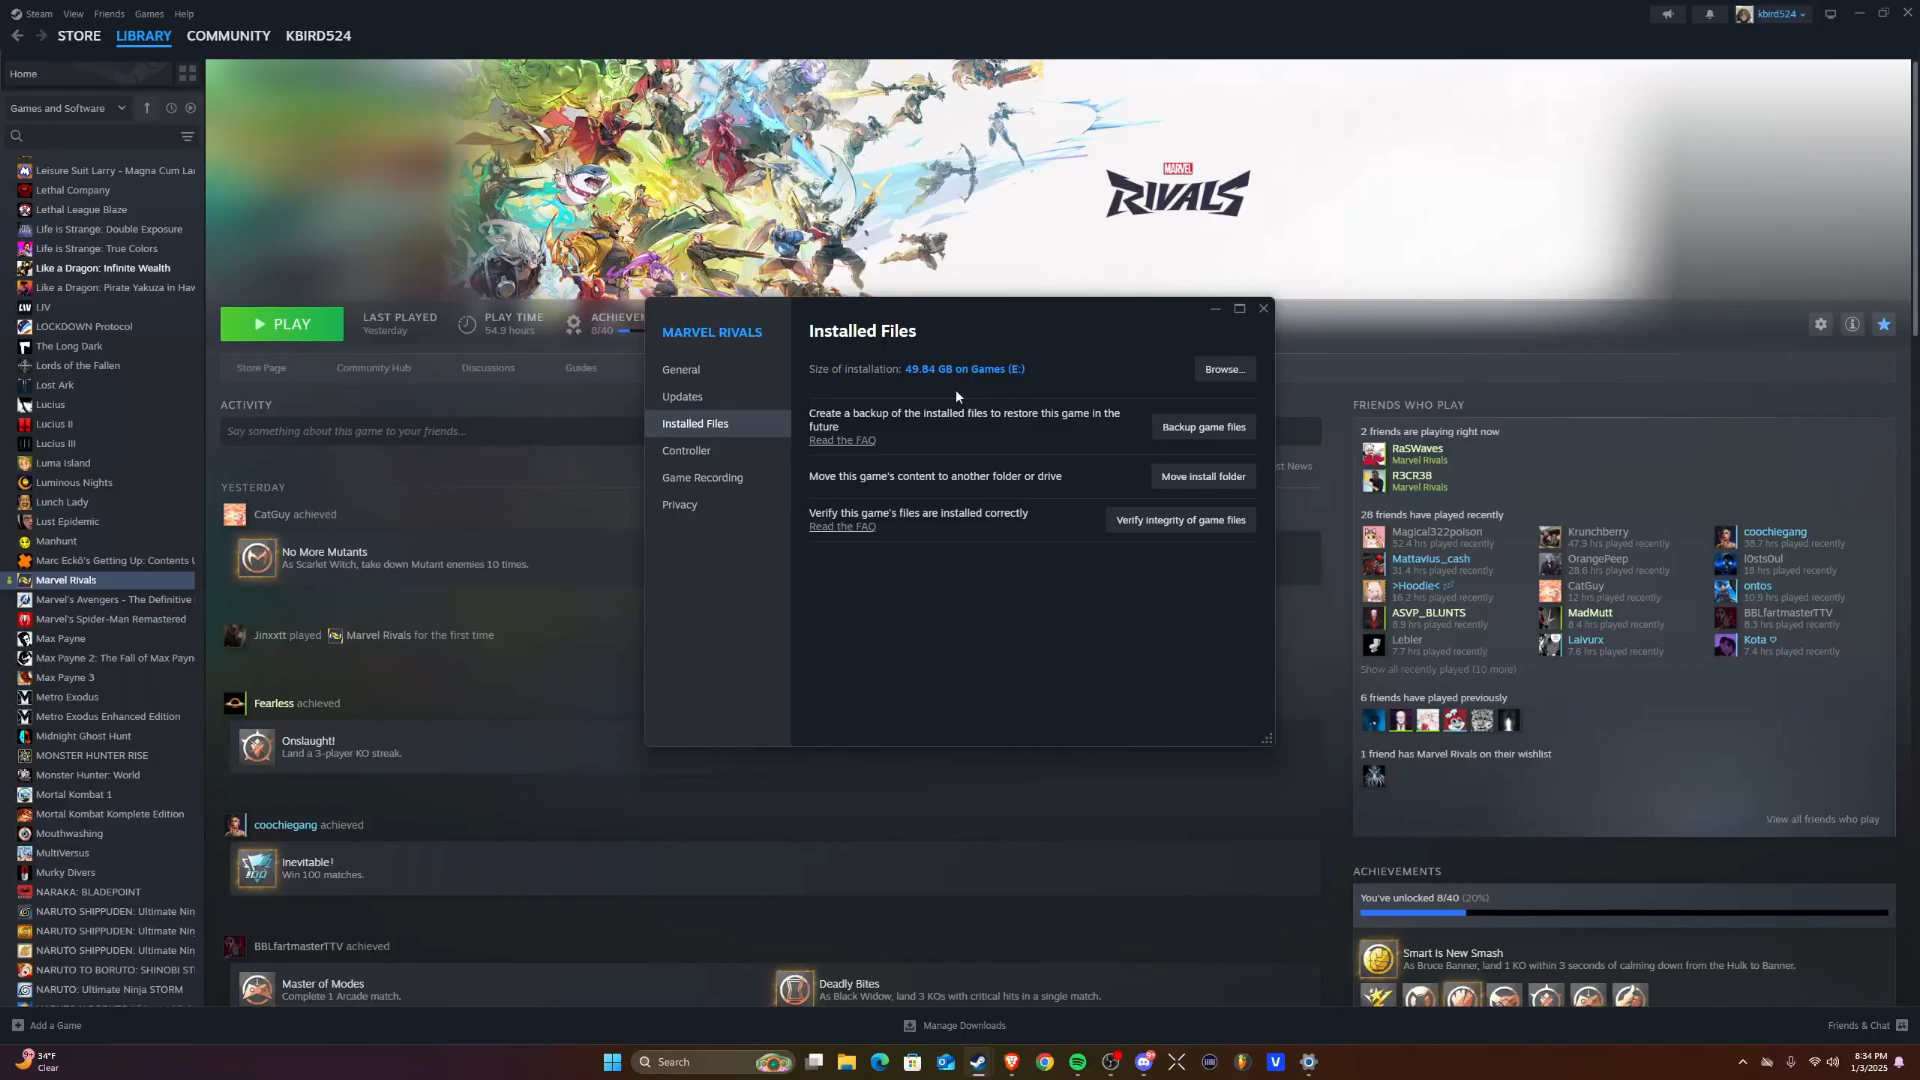 Steam View Friends Games Help
kbird524
STORE LIBRARY COMMUNITY KBIRD524
Home
Games and Software
Leisure Suit Larry - Magna Cum La
Lethal Company
Lethal League Blaze
Life is Strange: Double Exposure
Life is Strange: True Colors
Like a Dragon: Infinite Wealth
Like a Dragon: Pirate Yakuza in Haw
LIV
LOCKDOWN Protocol
The Long Dark
Lords of the Fallen
Lost Ark
Lucius
Lucius II
Lucius III
Luma Island
Luminous Nights
Lunch Lady
Lust Epidemic
Manhunt
Marc Eckō's Getting Up: Contents U
Marvel Rivals
Marvel's Avengers - The Definitive
Marvel's Spider-Man Remastered
Max Payne
Max Payne 2: The Fall of Max Payn
Max Payne 3
Metro Exodus
Metro Exodus Enhanced Edition
Midnight Ghost Hunt
MONSTER HUNTER RISE
Monster Hunter: World
Mortal Kombat 1
Mortal Kombat Komplete Edition
Mouthwashing
MultiVersus
Murky Divers
NARAKA: BLADEPOINT
NARUTO SHIPPUDEN: Ultimate Nin
NARUTO SHIPPUDEN: Ultimate Nin
NARUTO SHIPPUDEN: Ultimate Nin
NARUTO TO BORUTO: SHINOBI ST
NARUTO: Ultimate Ninja STORM
MARVEL
RIVALS
PLAY
LAST PLAYED
Yesterday
PLAY TIME
54.9 hours
ACHIEVEM
8/40
Store Page Community Hub Discussions Guides
ACTIVITY
Say something about this game to your friends...
st News
YESTERDAY
CatGuy achieved
No More Mutants
As Scarlet Witch, take down Mutant enemies 10 times.
Jinxxtt played Marvel Rivals for the first time
Fearless achieved
Onslaught!
Land a 3-player KO streak.
coochiegang achieved
Inevitable!
Win 100 matches.
BBLfartmasterTTV achieved
Master of Modes
Complete 1 Arcade match.
Deadly Bites
As Black Widow, land 3 KOs with critical hits in a single match.
MARVEL RIVALS
General
Updates
Installed Files
Controller
Game Recording
Privacy
Installed Files
Size of installation: 49.84 GB on Games (E:)
Browse...
Create a backup of the installed files to restore this game in the
future
Read the FAQ
Backup game files
Move this game's content to another folder or drive
Move install folder
Verify this game's files are installed correctly
Read the FAQ
Verify integrity of game files
FRIENDS WHO PLAY
2 friends are playing right now
RaSWaves
Marvel Rivals
R3CR38
Marvel Rivals
28 friends have played recently
Magical322poison
52.4 hrs played recently
Krunchberry
47.9 hrs played recently
coochiegang
38.7 hrs played recently
Mattavius_cash
31.4 hrs played recently
OrangePeep
28.6 hrs played recently
l0sts0ul
18 hrs played recently
>Hoodie<
16.2 hrs played recently
CatGuy
12 hrs played recently
ontos
10.9 hrs played recently
ASVP_BLUNTS
8.9 hrs played recently
MadMutt
8.4 hrs played recently
BBLfartmasterTTV
8.3 hrs played recently
Lebler
7.7 hrs played recently
Laivurx
7.6 hrs played recently
Kota ♡
7.4 hrs played recently
Show all recently played (10 more)
6 friends have played previously
1 friend has Marvel Rivals on their wishlist
View all friends who play
ACHIEVEMENTS
You've unlocked 8/40 (20%)
Smart Is New Smash
As Bruce Banner, land 1 KO within 3 seconds of calming down from the Hulk to Banner.
Add a Game
Manage Downloads
Friends & Chat
34°F
Clear
Search
8:34 PM
1/3/2025